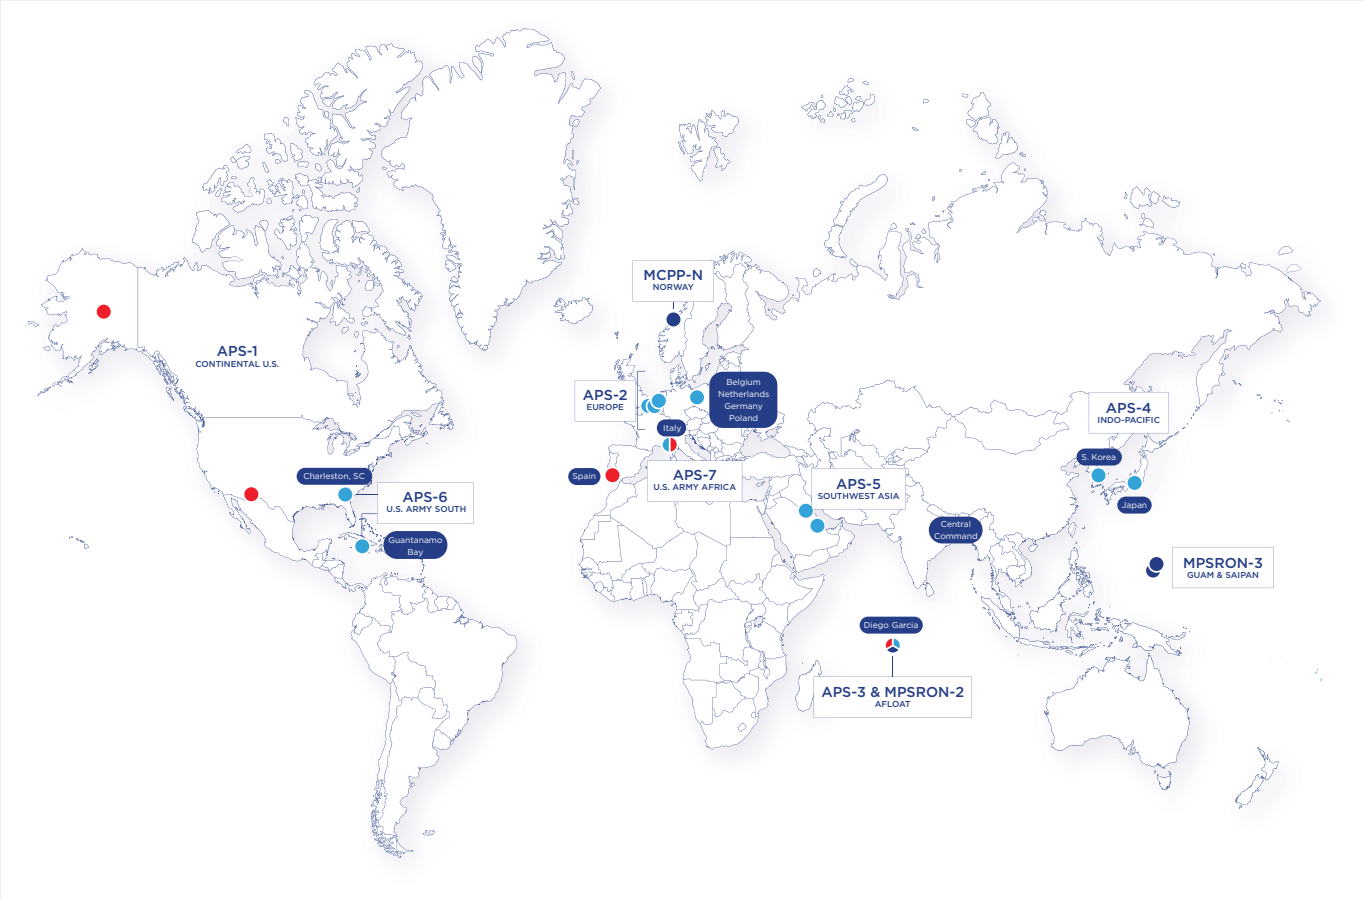 MCPP-N
NORWAY
APS-1
CONTINENTAL U.S.
APS-2
EUROPE
Belgium
Netherlands
Germany
Poland
Italy
Spain
APS-7
U.S. ARMY AFRICA
Charleston, SC
APS-6
U.S. ARMY SOUTH
Guantanamo
Bay
APS-5
SOUTHWEST ASIA
Central
Command
APS-4
INDO-PACIFIC
S. Korea
Japan
MPSRON-3
GUAM & SAIPAN
Diego Garcia
APS-3 & MPSRON-2
AFLOAT